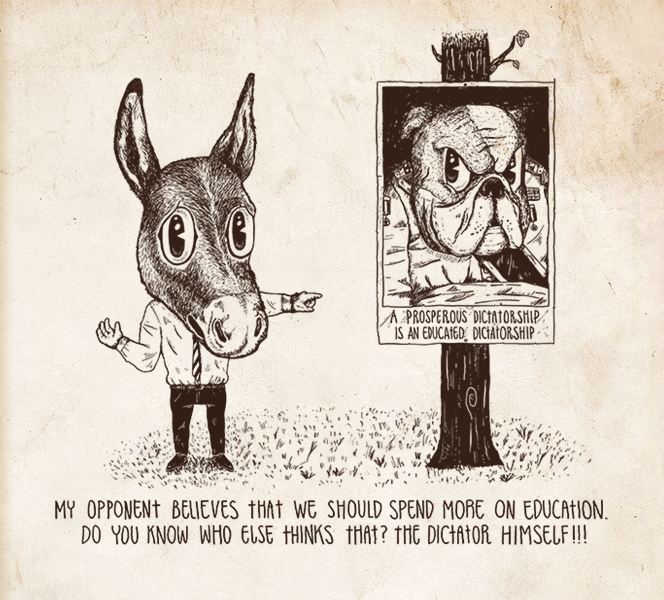 A PROSPEROUS DICTATORSHIP
IS AN EDUCATED DICTATORSHIP
MY OPPONENT BELIEVES THAT WE SHOULD SPEND MORE ON EDUCATION.
DO YOU KNOW WHO ELSE THINKS THAT? THE DICTATOR HIMSELF!!!